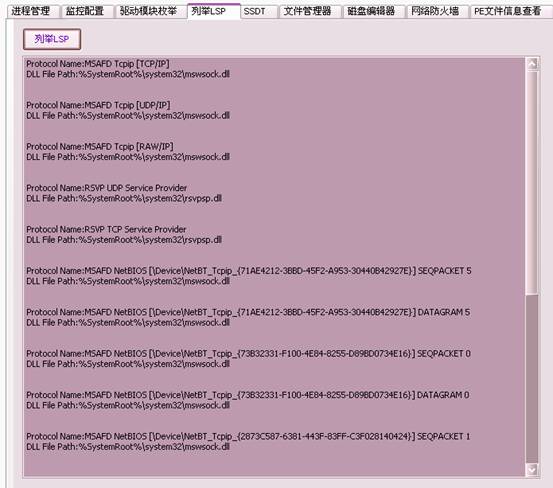 进程管理 监控配置 驱动模块枚举 列举LSP SSDT 文件管理器 磁盘编辑器 网络防火墙 PE文件信息查看
列举LSP
Protocol Name:MSAFD Tcpip [TCP/IP]
DLL File Path:%SystemRoot%\system32\mswsock.dll
Protocol Name:MSAFD Tcpip [UDP/IP]
DLL File Path:%SystemRoot%\system32\mswsock.dll
Protocol Name:MSAFD Tcpip [RAW/IP]
DLL File Path:%SystemRoot%\system32\mswsock.dll
Protocol Name:RSVP UDP Service Provider
DLL File Path:%SystemRoot%\system32\rsvpsp.dll
Protocol Name:RSVP TCP Service Provider
DLL File Path:%SystemRoot%\system32\rsvpsp.dll
Protocol Name:MSAFD NetBIOS [\Device\NetBT_Tcpip_{71AE4212-3BBD-45F2-A953-30440B42927E}] SEQPACKET 5
DLL File Path:%SystemRoot%\system32\mswsock.dll
Protocol Name:MSAFD NetBIOS [\Device\NetBT_Tcpip_{71AE4212-3BBD-45F2-A953-30440B42927E}] DATAGRAM 5
DLL File Path:%SystemRoot%\system32\mswsock.dll
Protocol Name:MSAFD NetBIOS [\Device\NetBT_Tcpip_{73B32331-F100-4E84-8255-D89BD0734E16}] SEQPACKET 0
DLL File Path:%SystemRoot%\system32\mswsock.dll
Protocol Name:MSAFD NetBIOS [\Device\NetBT_Tcpip_{73B32331-F100-4E84-8255-D89BD0734E16}] DATAGRAM 0
DLL File Path:%SystemRoot%\system32\mswsock.dll
Protocol Name:MSAFD NetBIOS [\Device\NetBT_Tcpip_{2873C587-6381-443F-83FF-C3F028140424}] SEQPACKET 1
DLL File Path:%SystemRoot%\system32\mswsock.dll